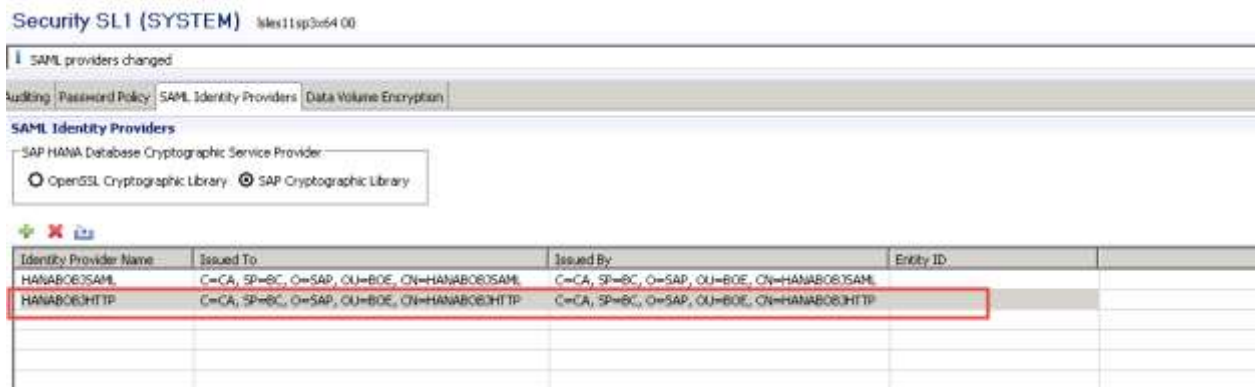 Security SL1 (SYSTEM) lsles11sp3x64 00
SAML providers changed
Auditing Password Policy SAML Identity Providers Data Volume Encryption
SAML Identity Providers
SAP HANA Database Cryptographic Service Provider
OpenSSL Cryptographic Library SAP Cryptographic Library
Identity Provider Name Issued To Issued By Entity ID
HANABOBJSAML C=CA, SP=BC, O=SAP, OU=BOE, CN=HANABOBJSAML C=CA, SP=BC, O=SAP, OU=BOE, CN=HANABOBJSAML
HANABOBJHTTP C=CA, SP=BC, O=SAP, OU=BOE, CN=HANABOBJHTTP C=CA, SP=BC, O=SAP, OU=BOE, CN=HANABOBJHTTP